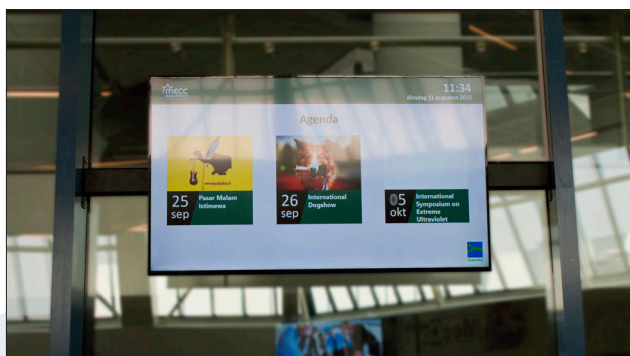 mecc
11:34
dinsdag 11 augustus 2015
Agenda
25
sep
Pasar Malam
Istimewa
26
sep
International
Dogshow
05
okt
International
Symposium on
Extreme
Ultraviolet